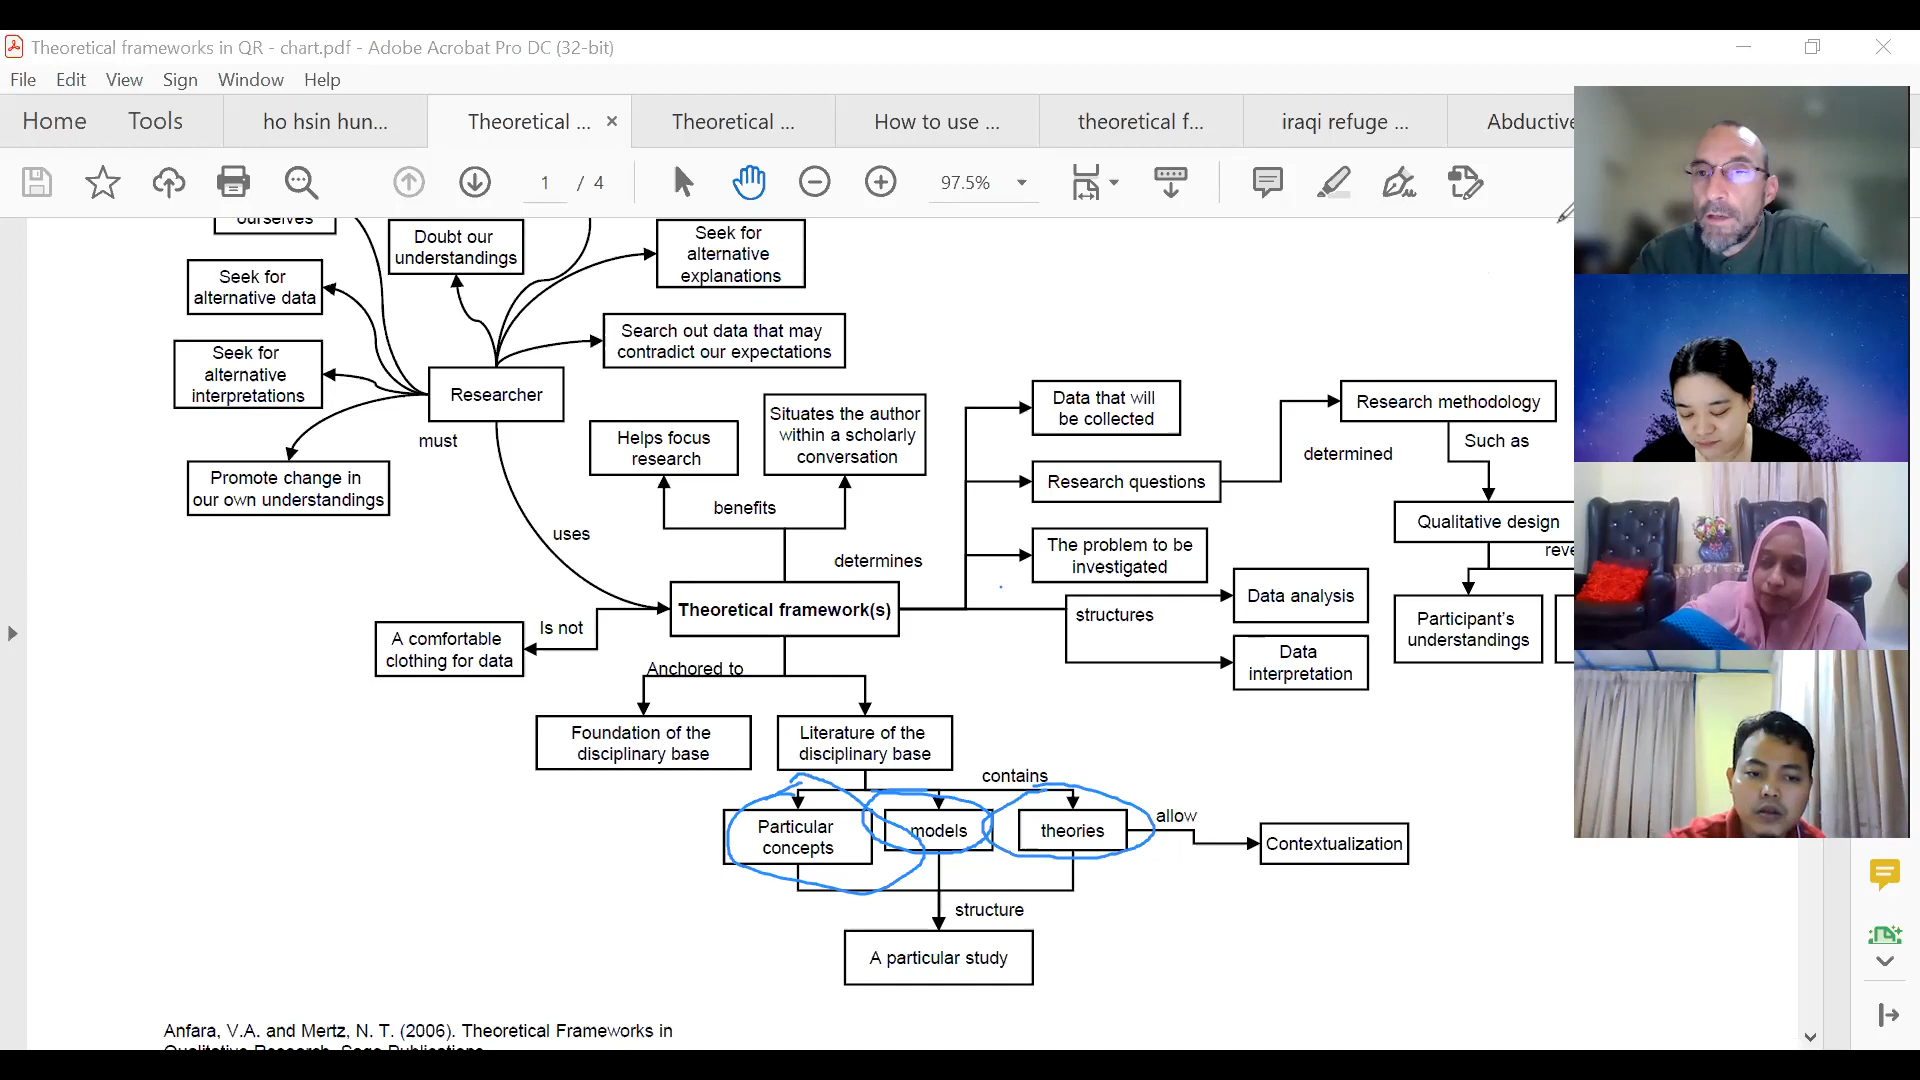 Theoretical frameworks in QR - chart.pdf - Adobe Acrobat Pro DC (32-bit)
File Edit View Sign Window Help
Home Tools ho hsin hun... Theoretical ... × Theoretical ... How to use ... theoretical f... iraqi refuge ... Abductive
1 / 4 97.5%
ourselves
Doubt our
understandings
Seek for
alternative
explanations
Seek for
alternative data
Search out data that may
contradict our expectations
Seek for
alternative
interpretations
Researcher
must
Promote change in
our own understandings
uses
Helps focus
research
Situates the author
within a scholarly
conversation
benefits
Data that will
be collected
Research methodology
determined
Such as
Research questions
Qualitative design
The problem to be
investigated
determines
Theoretical framework(s)
structures
Data analysis
Participant's
understandings
Is not
A comfortable
clothing for data
Data
interpretation
Anchored to
Foundation of the
disciplinary base
Literature of the
disciplinary base
contains
Particular
concepts
models
theories
allow
Contextualization
structure
A particular study
Anfara, V.A. and Mertz, N. T. (2006). Theoretical Frameworks in
Qualitative Research. Sage Publications